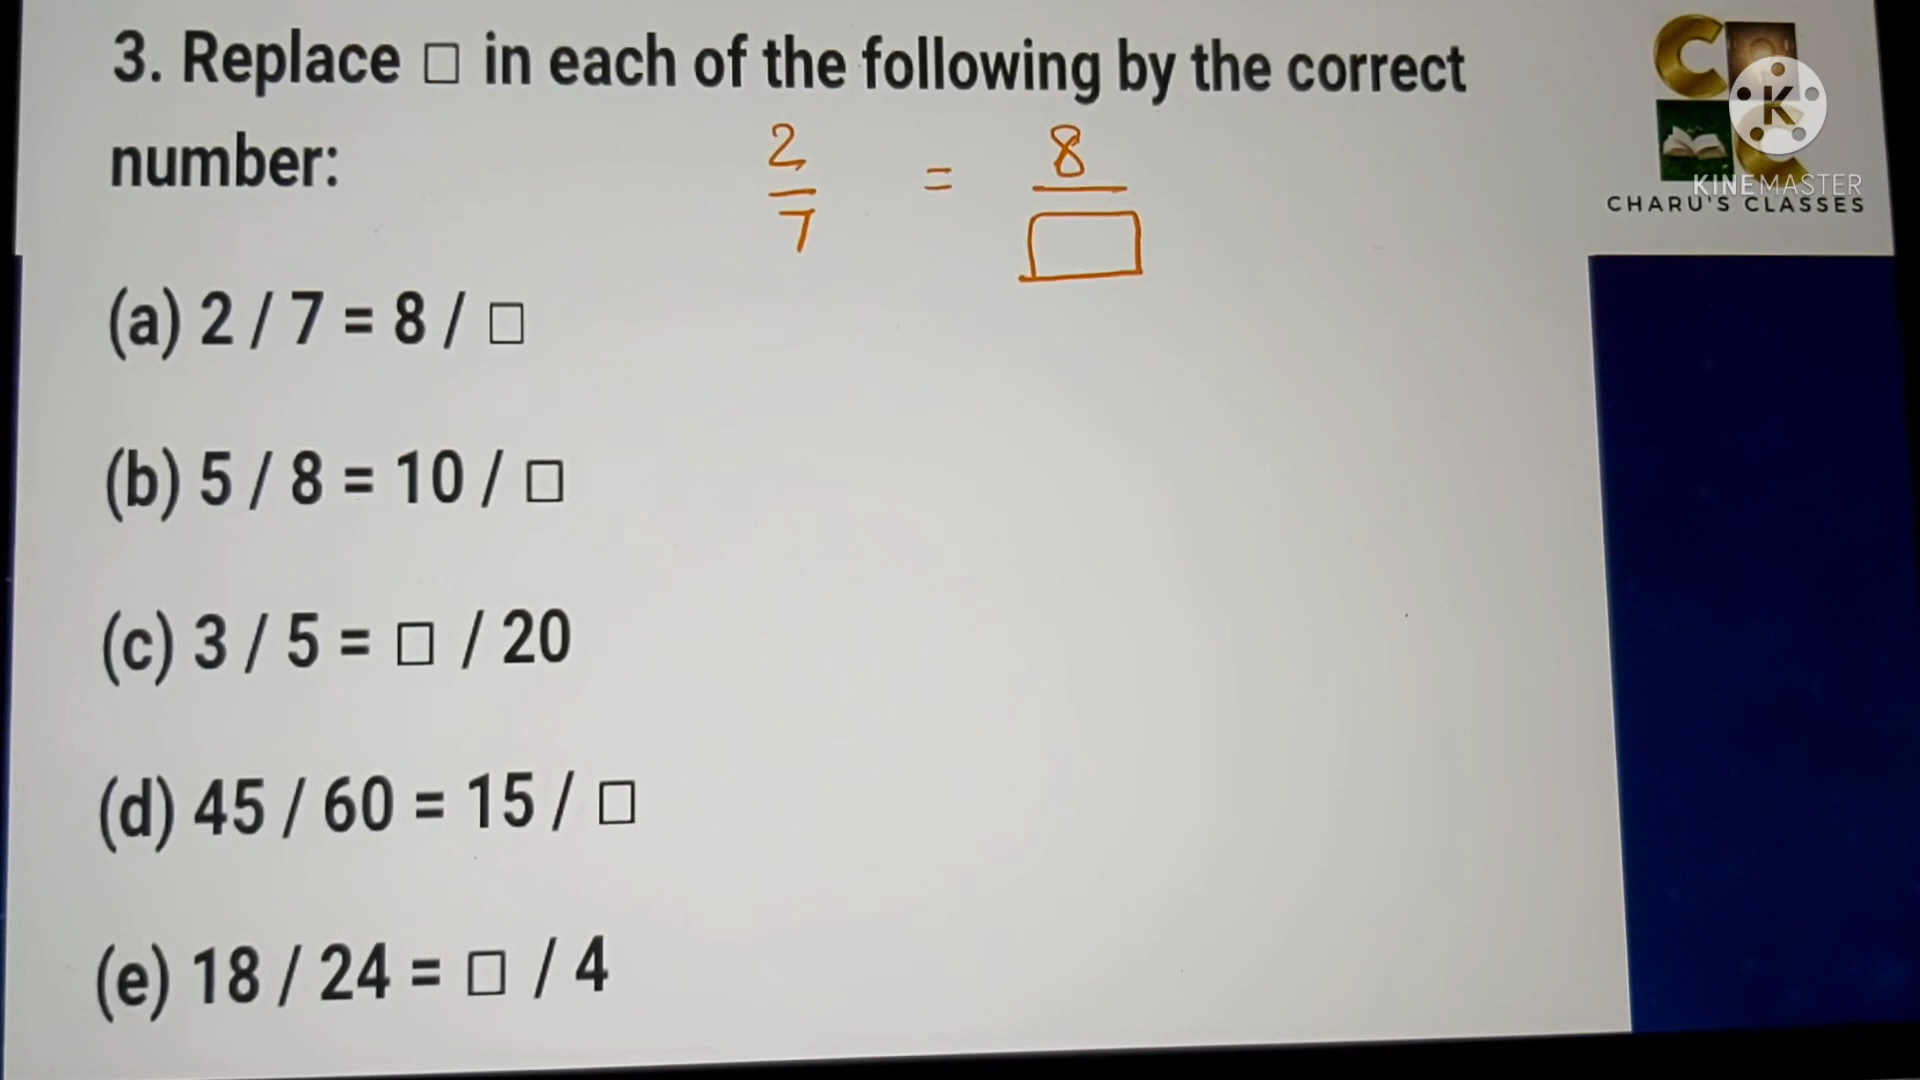 3. Replace □ in each of the following by the correct
number:
2/7 = 8/□
(a) 2 / 7 = 8 / □
(b) 5 / 8 = 10 / □
(c) 3 / 5 = □ / 20
(d) 45 / 60 = 15 / □
(e) 18 / 24 = □ / 4
C
K
C
KINEMASTER
CHARU'S CLASSES